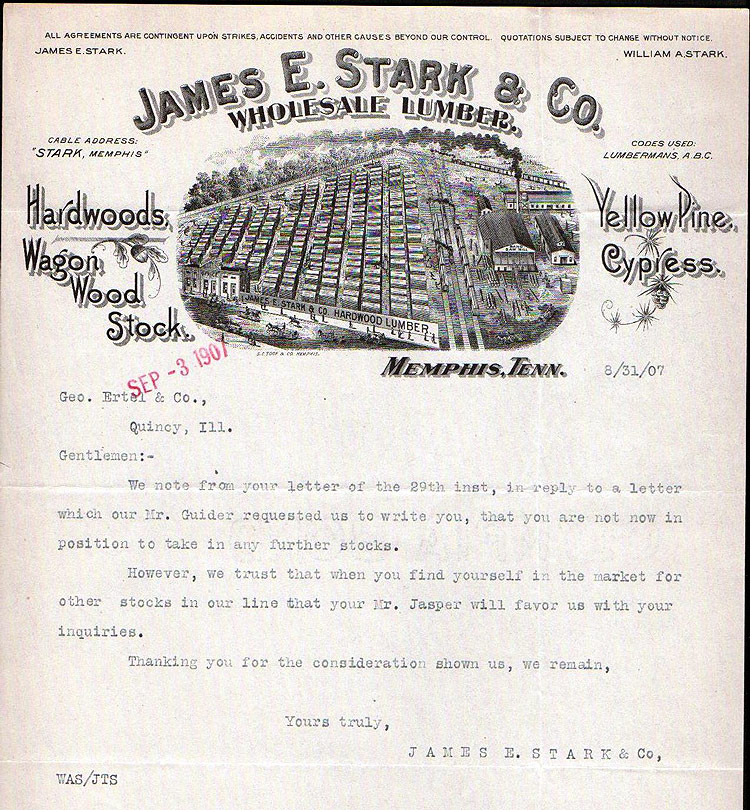 ALL AGREEMENTS ARE CONTINGENT UPON STRIKES, ACCIDENTS AND OTHER CAUSES BEYOND OUR CONTROL. QUOTATIONS SUBJECT TO CHANGE WITHOUT NOTICE.
JAMES E. STARK. WILLIAM A. STARK.
JAMES E. STARK & CO.
WHOLESALE LUMBER.
CABLE ADDRESS:
"STARK, MEMPHIS"
CODES USED:
LUMBERMANS, A.B.C.
Hardwoods,
Wagon
Wood
Stock.
Yellow Pine,
Cypress.
JAMES E. STARK & CO. HARDWOOD LUMBER.
S.C. TOOF & CO. MEMPHIS.
MEMPHIS, TENN. 8/31/07
SEP -3 1907
Geo. Ertel & Co.,
Quincy, Ill.
Gentlemen:-
We note from your letter of the 29th inst, in reply to a letter
which our Mr. Guider requested us to write you, that you are not now in
position to take in any further stocks.
However, we trust that when you find yourself in the market for
other stocks in our line that your Mr. Jasper will favor us with your
inquiries.
Thanking you for the consideration shown us, we remain,
Yours truly,
JAMES E. STARK & Co,
WAS/JTS